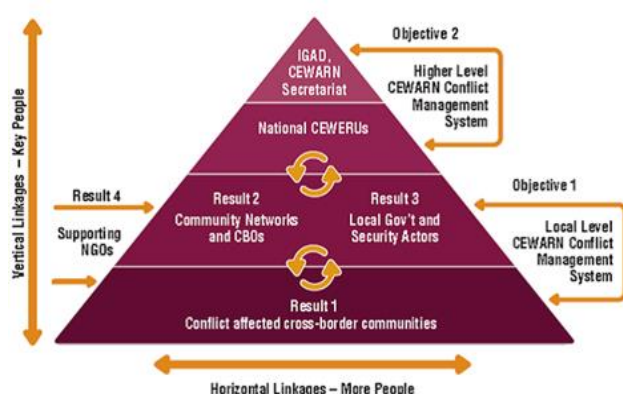 Objective 2
IGAD,
CEWARN
Secretariat
Higher Level
CEWARN Conflict
Management
System
National CEWERUs
Vertical Linkages – Key People
Result 4
Supporting
NGOs
Result 2
Community Networks
and CBOs
Result 3
Local Gov't and
Security Actors
Objective 1
Local Level
CEWARN Conflict
Management
System
Result 1
Conflict affected cross-border communities
Horizontal Linkages – More People